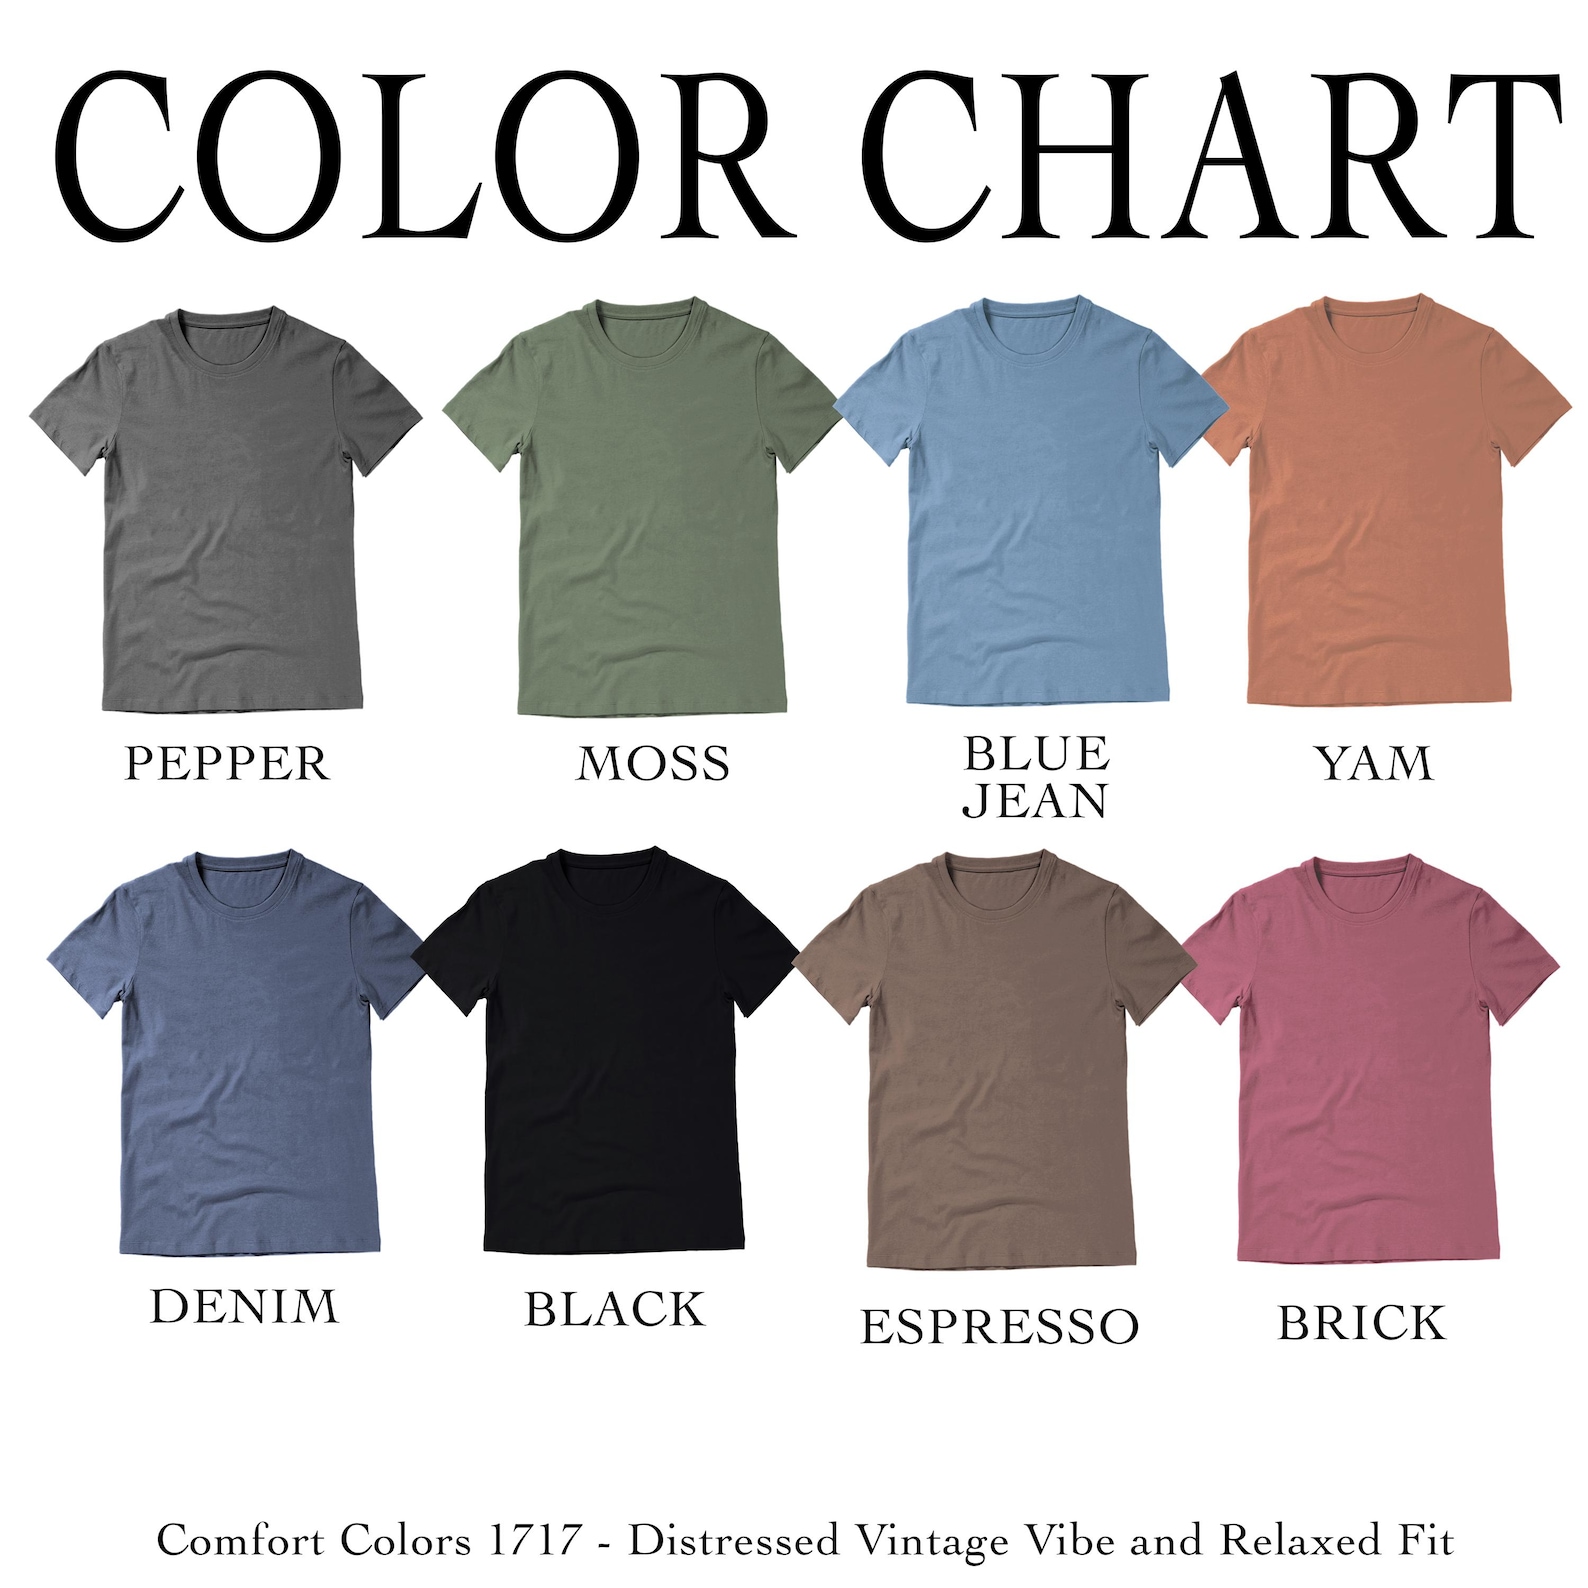 COLOR CHART
PEPPER
MOSS
BLUE
JEAN
YAM
DENIM
BLACK
ESPRESSO
BRICK
Comfort Colors 1717 - Distressed Vintage Vibe and Relaxed Fit